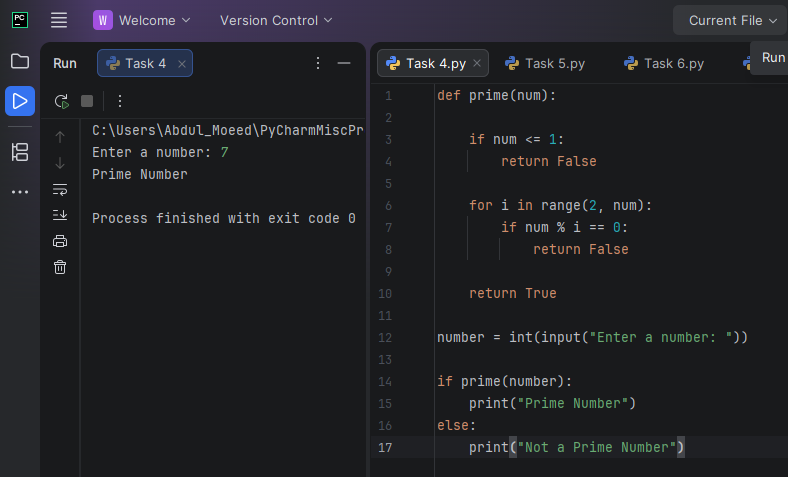 PC
W Welcome Version Control Current File
Run Task 4
Task 4.py Task 5.py Task 6.py
Run
C:\Users\Abdul_Moeed\PyCharmMiscPr
Enter a number: 7
Prime Number
Process finished with exit code 0
1 def prime(num):
2
3 if num <= 1:
4 return False
5
6 for i in range(2, num):
7 if num % i == 0:
8 return False
9
10 return True
11
12 number = int(input("Enter a number: "))
13
14 if prime(number):
15 print("Prime Number")
16 else:
17 print("Not a Prime Number")